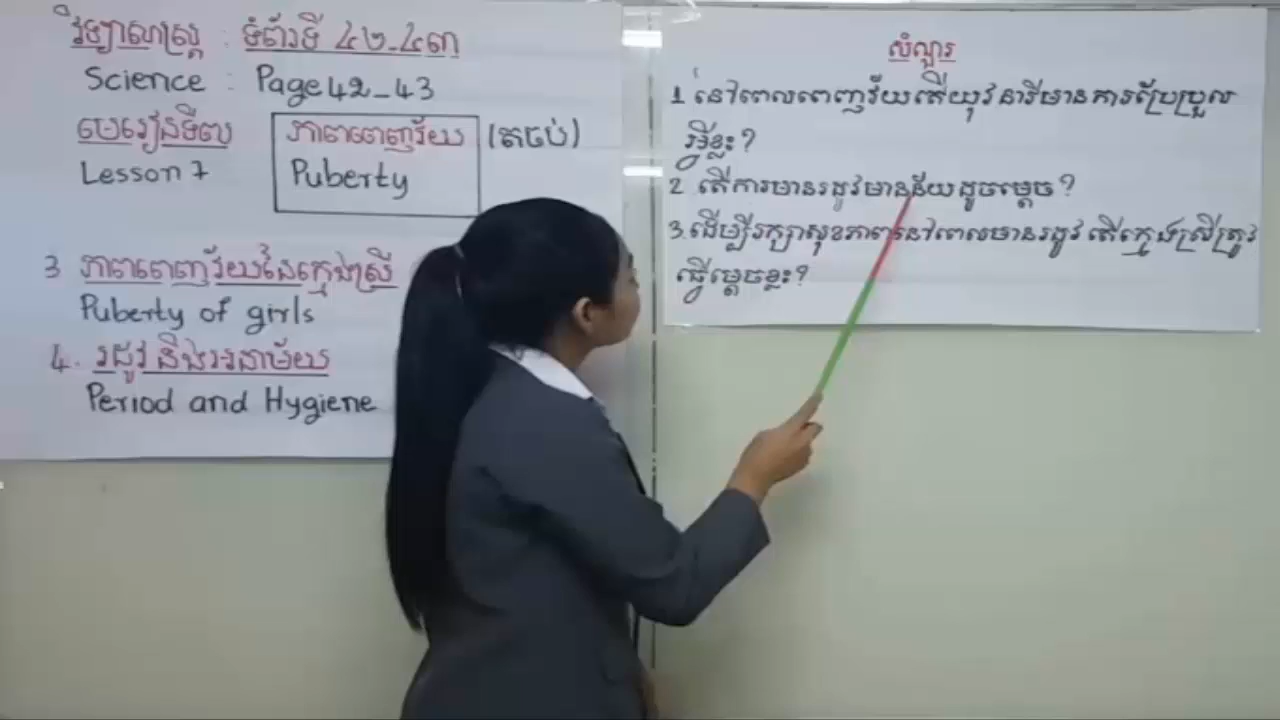 វិទ្យាសាស្ត្រ : ទំព័រទី ៤២-៤៣
Science : Page 42-43
មេរៀនទី៧
ភាពពេញវ័យ (តចប់)
Lesson 7
Puberty
3 ភាពពេញវ័យនៃក្មេងស្រី
Puberty of girls
4. រដូវ និងអនាម័យ
Period and Hygiene
សំណួរ
1 នៅពេលពេញវ័យតើយុវនារីមានការប្រែប្រួល
អ្វីខ្លះ?
2 តើការមានរដូវមានន័យដូចម្ដេច?
3.ដើម្បីរក្សាសុខភាពនៅពេលមានរដូវ តើក្មេងស្រីត្រូវ
ធ្វើម្ដេចខ្លះ?